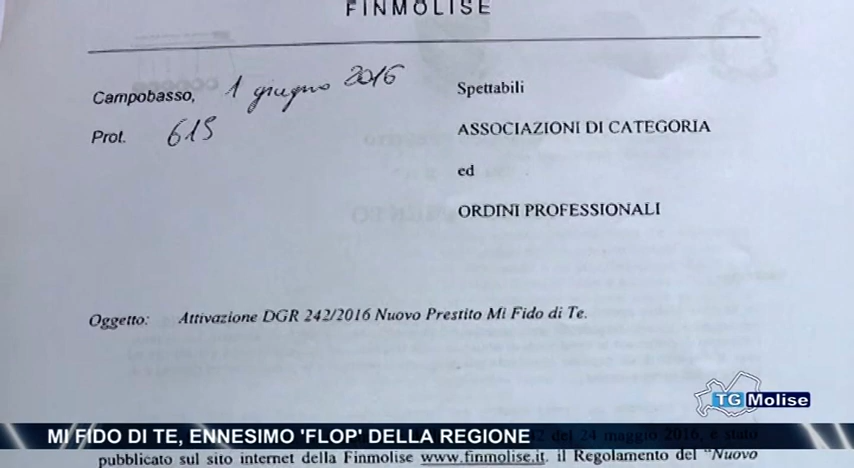 FINMOLISE
Campobasso, 1 giugno 2016
Spettabili
Prot. 615
ASSOCIAZIONI DI CATEGORIA
ed
ORDINI PROFESSIONALI
Oggetto: Attivazione DGR 242/2016 Nuovo Prestito Mi Fido di Te.
TG Molise
MI FIDO DI TE, ENNESIMO 'FLOP' DELLA REGIONE
del 24 maggio 2016, è stato
pubblicato sul sito internet della Finmolise www.finmolise.it. il Regolamento del "Nuovo